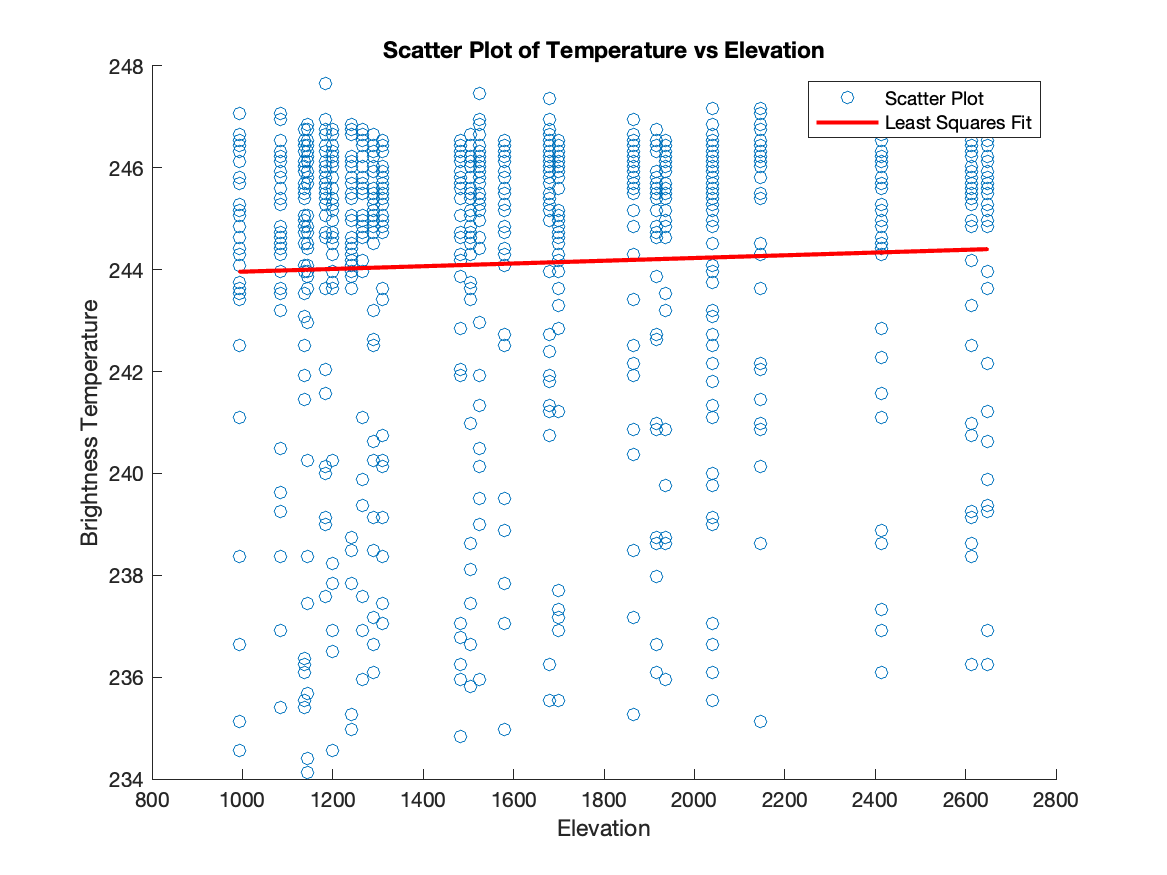 Scatter Plot of Temperature vs Elevation
248
246
244
242
240
238
236
234
Brightness Temperature
Scatter Plot
Least Squares Fit
800 1000 1200 1400 1600 1800 2000 2200 2400 2600 2800
Elevation